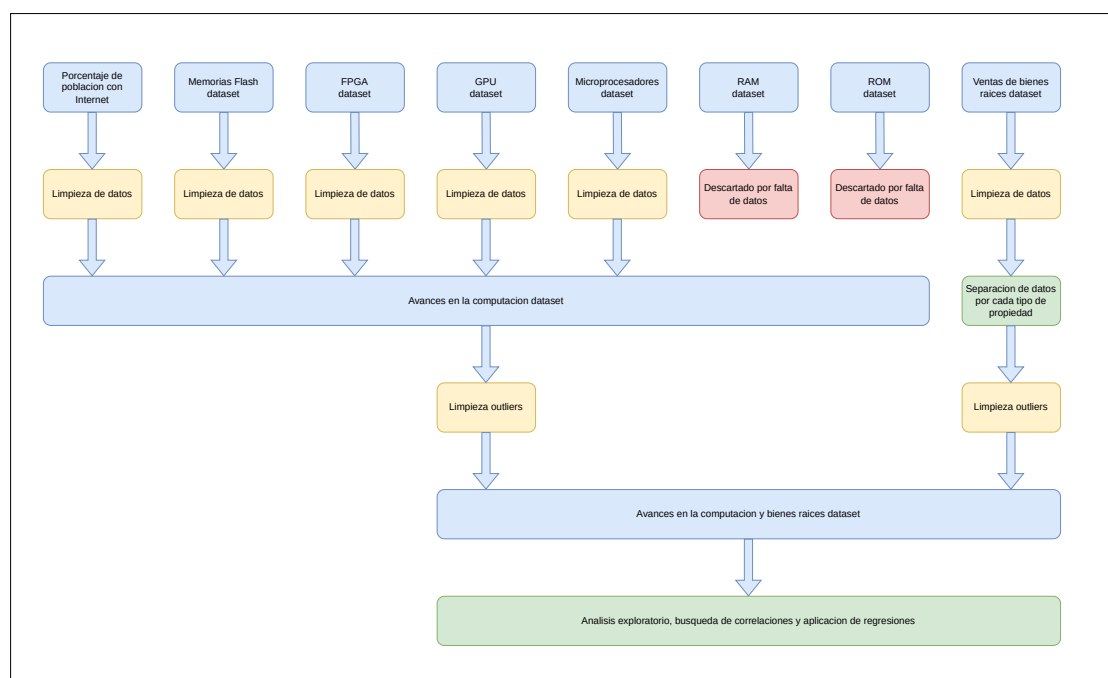 Porcentaje de
poblacion con
Internet
Memorias Flash
dataset
FPGA
dataset
GPU
dataset
Microprocesadores
dataset
RAM
dataset
ROM
dataset
Ventas de bienes
raices dataset
Limpieza de datos
Limpieza de datos
Limpieza de datos
Limpieza de datos
Limpieza de datos
Descartado por falta
de datos
Descartado por falta
de datos
Limpieza de datos
Avances en la computacion dataset
Separacion de datos
por cada tipo de
propiedad
Limpieza outliers
Limpieza outliers
Avances en la computacion y bienes raices dataset
Analisis exploratorio, busqueda de correlaciones y aplicacion de regresiones